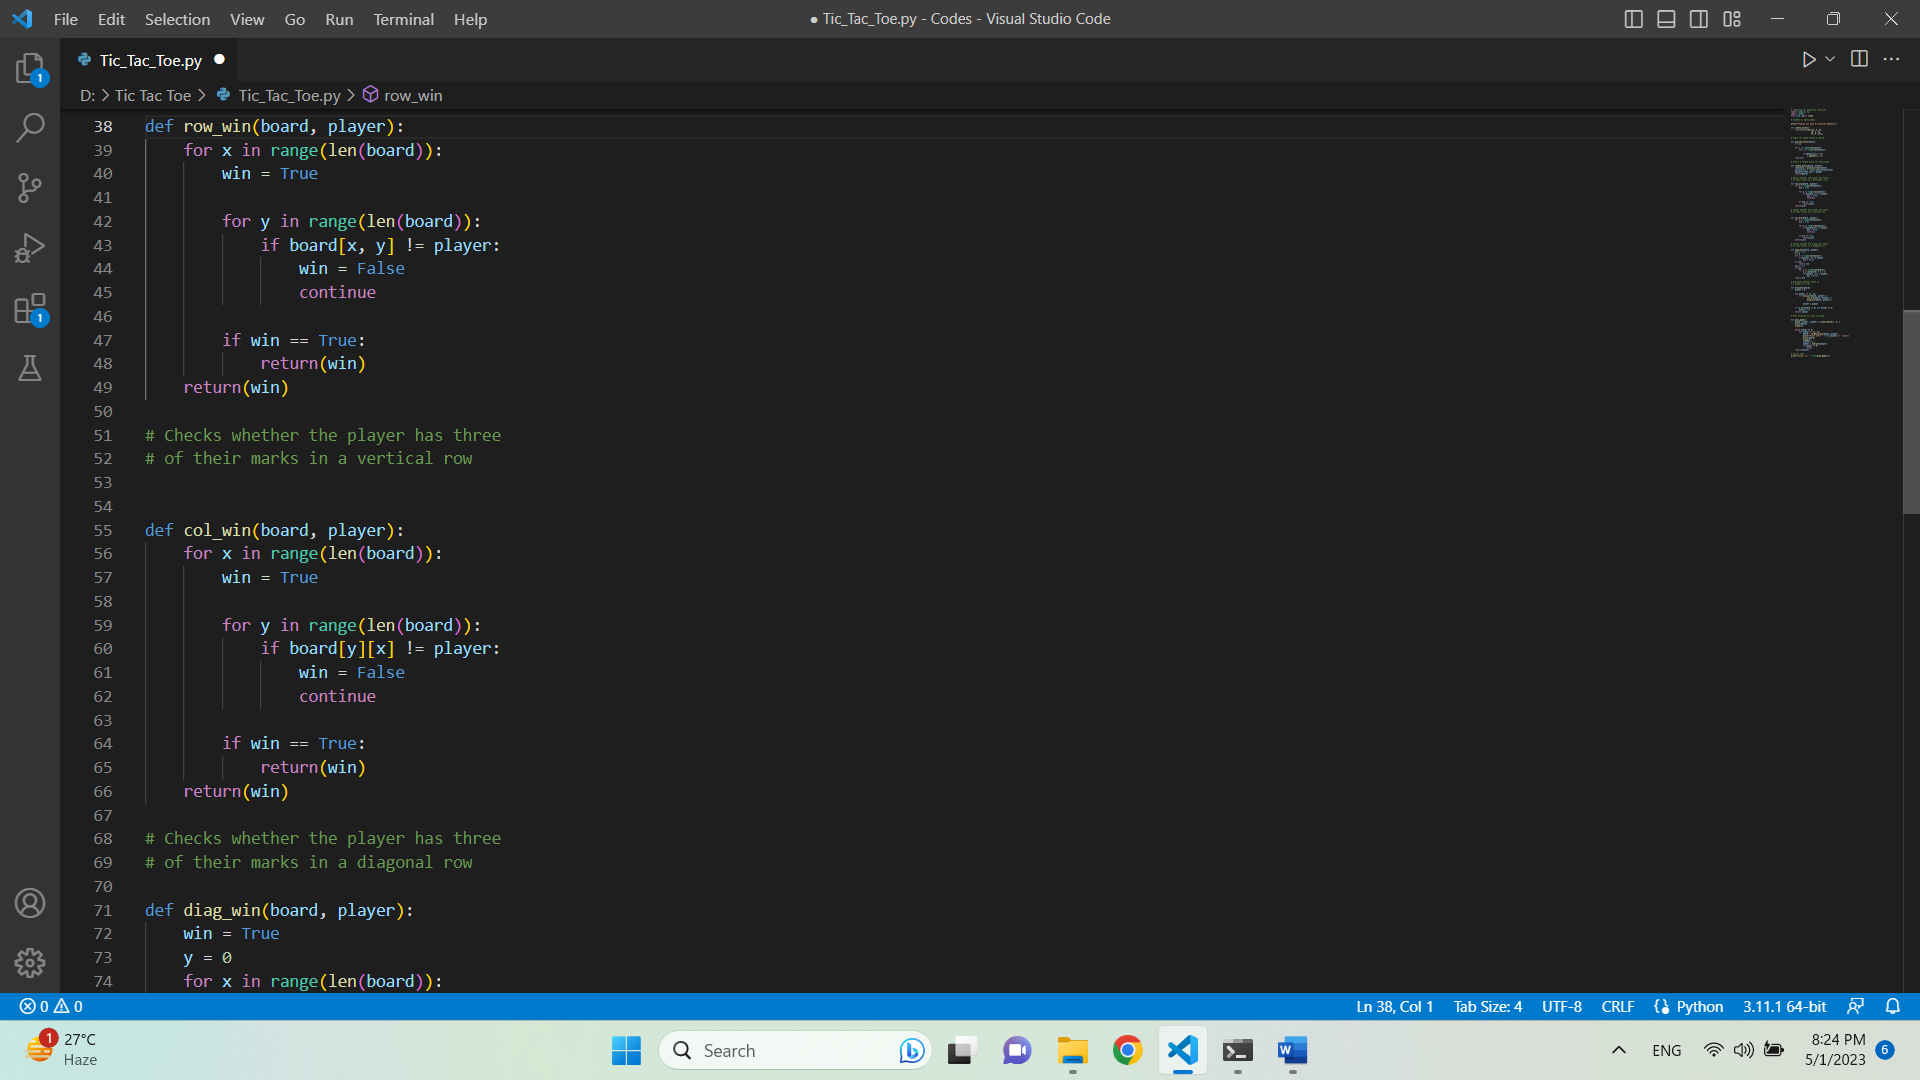 File Edit Selection View Go Run Terminal Help ● Tic_Tac_Toe.py - Codes - Visual Studio Code
Tic_Tac_Toe.py
D: > Tic Tac Toe > Tic_Tac_Toe.py > row_win
38 def row_win(board, player):
39 for x in range(len(board)):
40 win = True
41
42 for y in range(len(board)):
43 if board[x, y] != player:
44 win = False
45 continue
46
47 if win == True:
48 return(win)
49 return(win)
50
51 # Checks whether the player has three
52 # of their marks in a vertical row
53
54
55 def col_win(board, player):
56 for x in range(len(board)):
57 win = True
58
59 for y in range(len(board)):
60 if board[y][x] != player:
61 win = False
62 continue
63
64 if win == True:
65 return(win)
66 return(win)
67
68 # Checks whether the player has three
69 # of their marks in a diagonal row
70
71 def diag_win(board, player):
72 win = True
73 y = 0
74 for x in range(len(board)):
1
1
0 0 Ln 38, Col 1 Tab Size: 4 UTF-8 CRLF Python 3.11.1 64-bit
1 27°C
Haze
Search
ENG
8:24 PM
5/1/2023
6